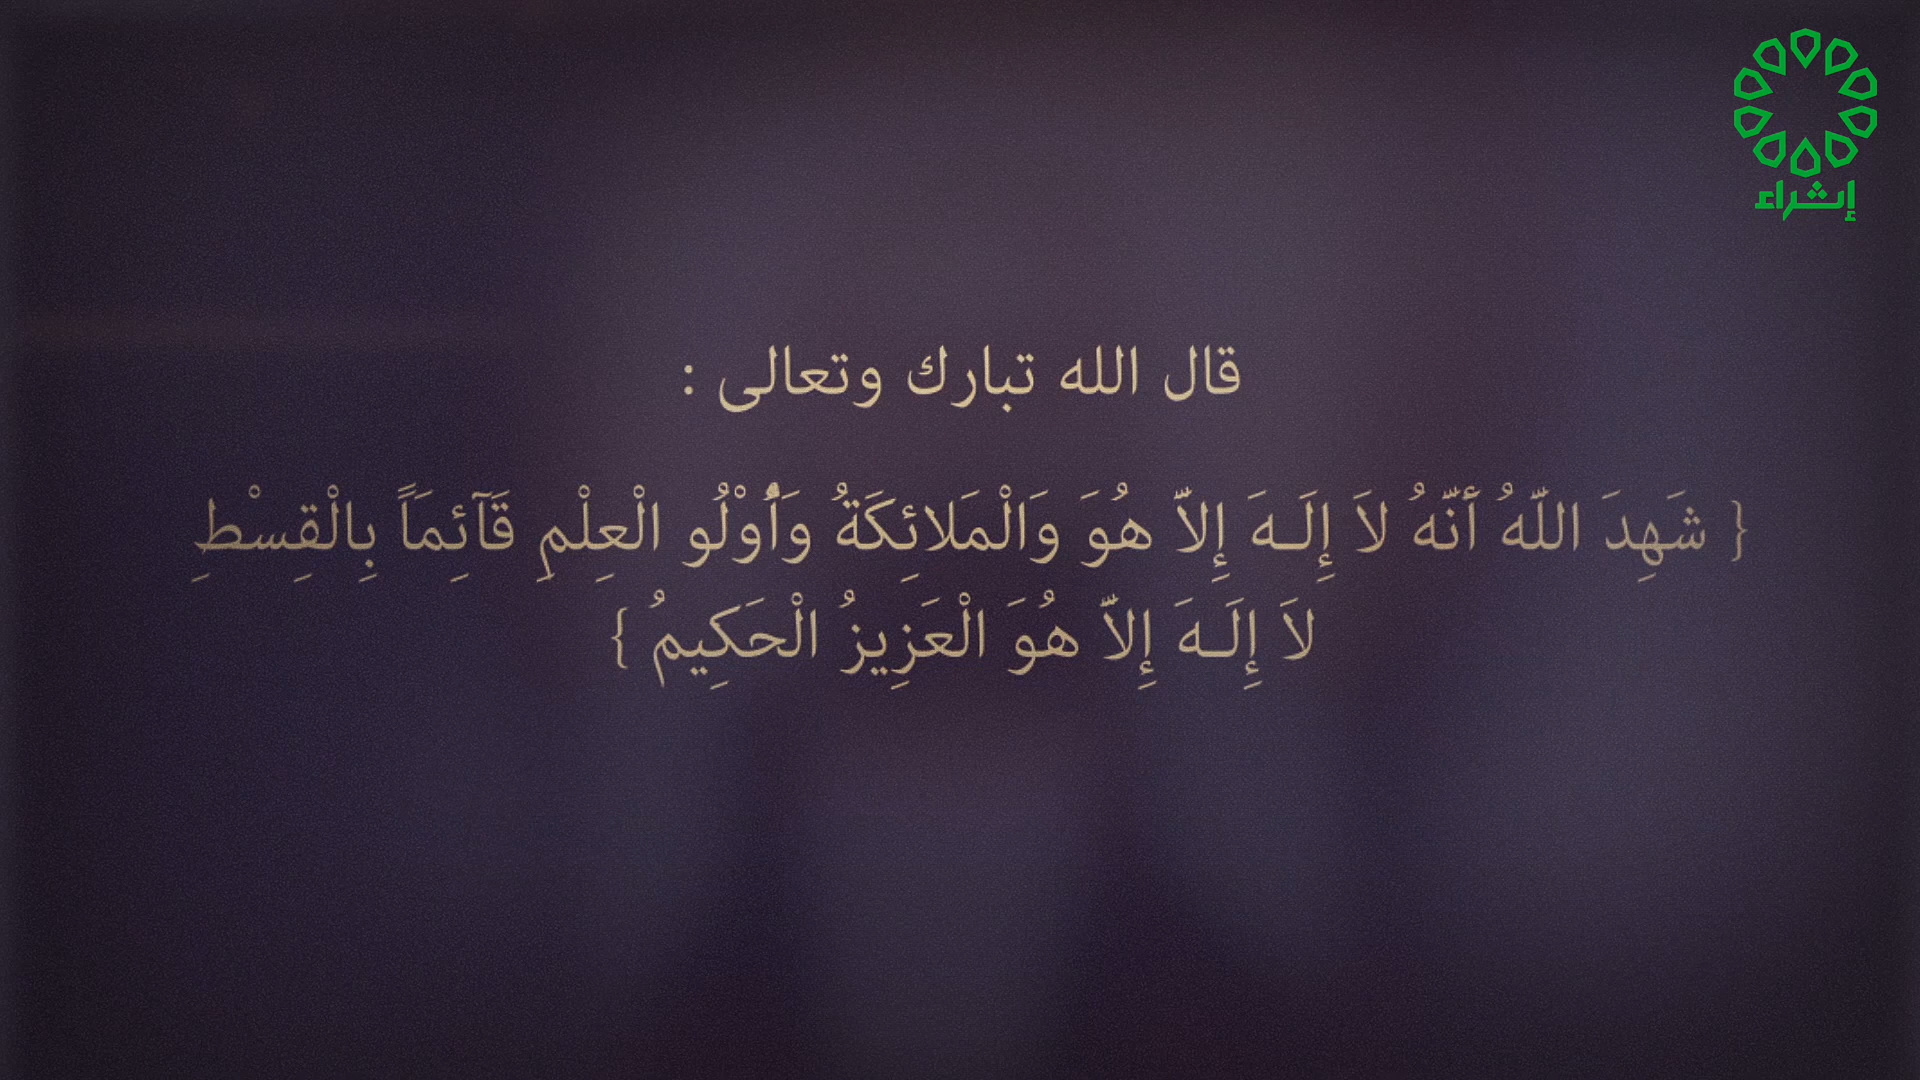 إثراء
قال الله تبارك وتعالى :
{ شَهِدَ اللّهُ أَنَّهُ لاَ إِلَـهَ إِلاَّ هُوَ وَالْمَلائِكَةُ وَأُوْلُو الْعِلْمِ قَآئِمَاً بِالْقِسْطِ
لاَ إِلَـهَ إِلاَّ هُوَ الْعَزِيزُ الْحَكِيمُ }